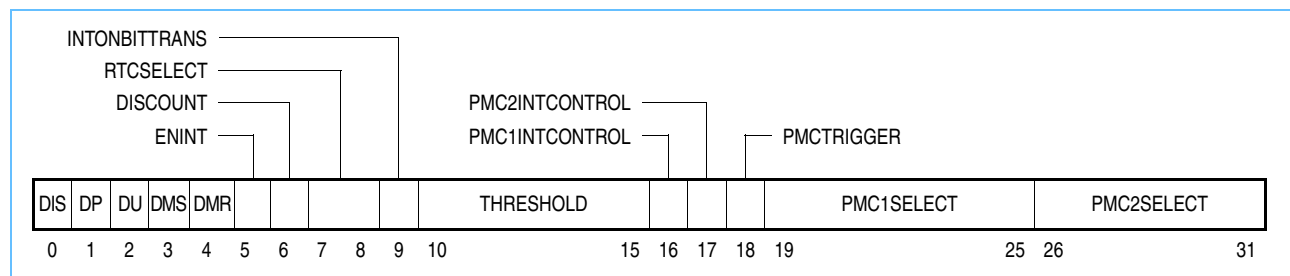 INTONBITTRANS
RTCSELECT
DISCOUNT
PMC2INTCONTROL
ENINT
PMC1INTCONTROL
PMCTRIGGER
DIS DP DU DMS DMR THRESHOLD PMC1SELECT PMC2SELECT
0 1 2 3 4 5 6 7 8 9 10 15 16 17 18 19 25 26 31